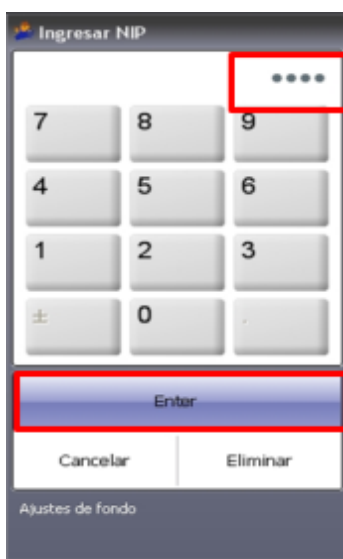 Ingresar NIP
••••
7 8 9
4 5 6
1 2 3
± 0 .
Enter
Cancelar Eliminar
Ajustes de fondo